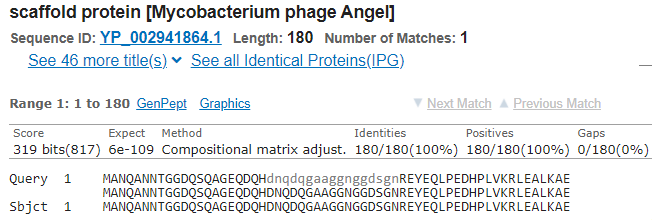 scaffold protein [Mycobacterium phage Angel]
Sequence ID: YP_002941864.1 Length: 180 Number of Matches: 1
See 46 more title(s) See all Identical Proteins(IPG)
Range 1: 1 to 180 GenPept Graphics ▼ Next Match ▲ Previous Match
Score Expect Method Identities Positives Gaps
319 bits(817) 6e-109 Compositional matrix adjust. 180/180(100%) 180/180(100%) 0/180(0%)
Query 1 MANQANNTGGDQSQAGEQDQHdnqdqgaaggnggdsgnREYEQLPEDHPLVKRLEALKAE
MANQANNTGGDQSQAGEQDQHDNQDQGAAGGNGGDSGNREYEQLPEDHPLVKRLEALKAE
Sbjct 1 MANQANNTGGDQSQAGEQDQHDNQDQGAAGGNGGDSGNREYEQLPEDHPLVKRLEALKAE